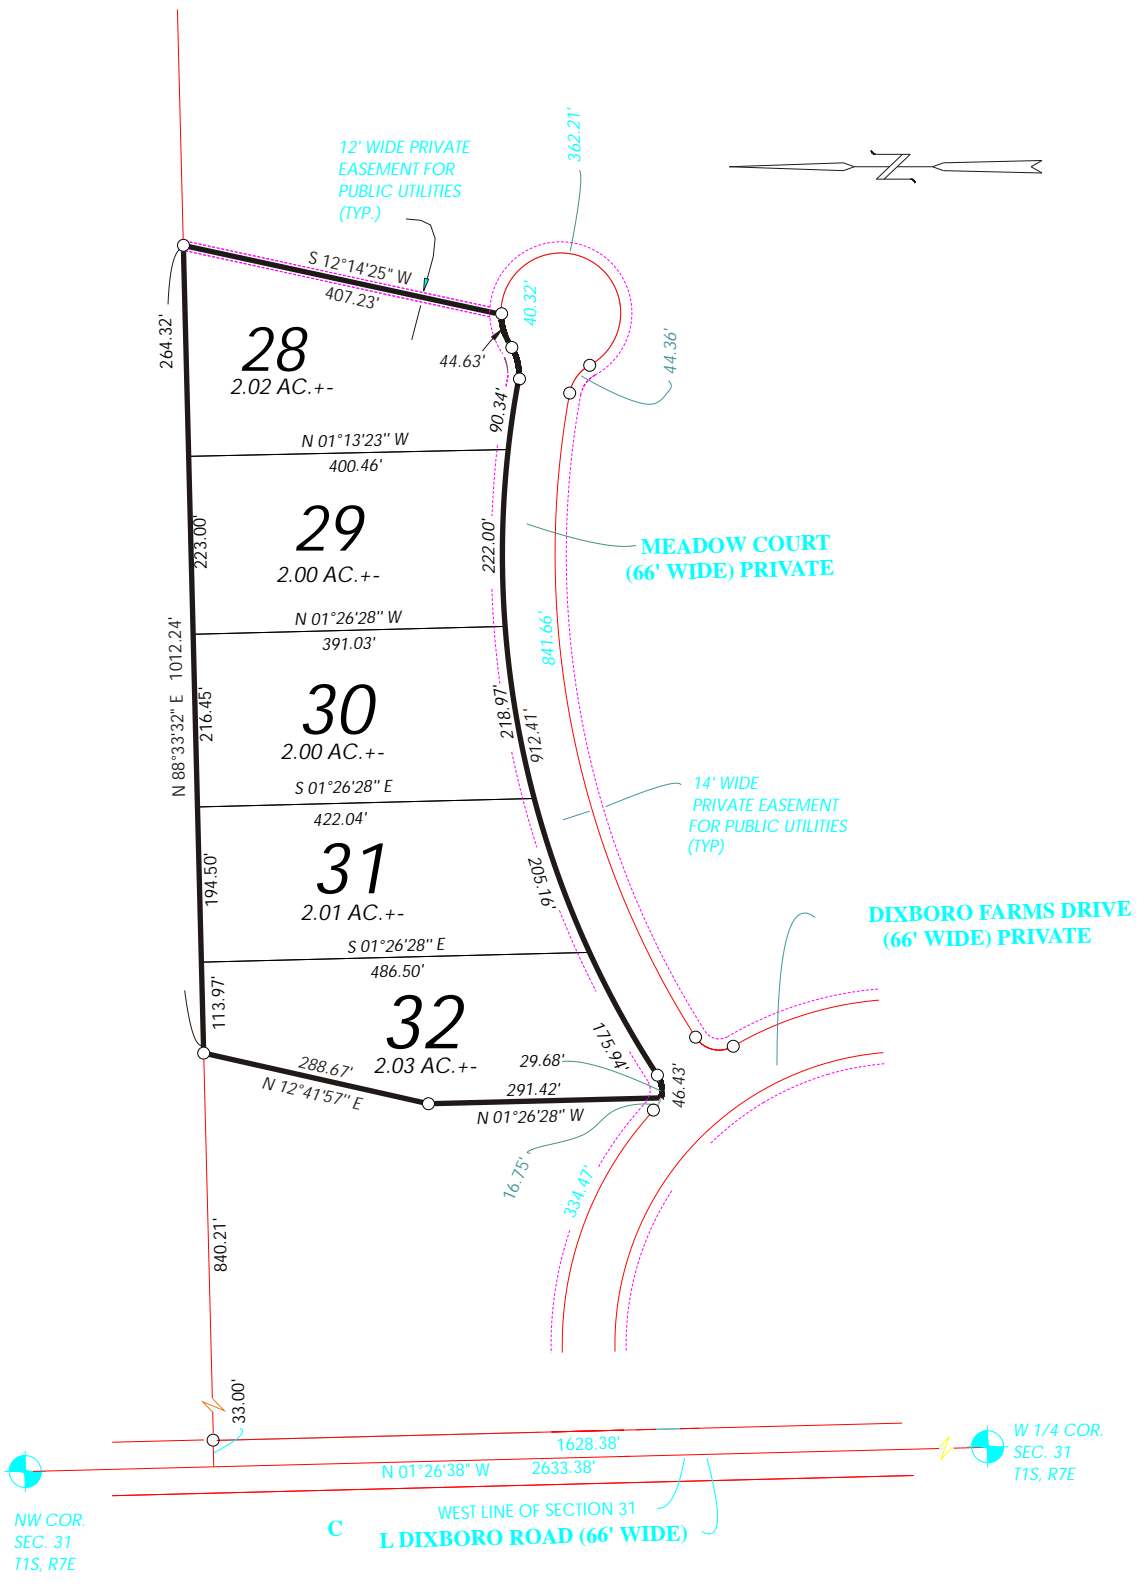 362.21'
12' WIDE PRIVATE
EASEMENT FOR
PUBLIC UTILITIES
(TYP.)
Z
S 12°14'25" W
407.23'
40.32'
264.32'
44.63'
44.36'
28
2.02 AC.+-
90.34'
N 01°13'23" W
400.46'
29
2.00 AC.+-
223.00'
222.00'
MEADOW COURT
(66' WIDE) PRIVATE
N 01°26'28" W
391.03'
841.66'
N 88°33'32" E 1012.24'
30
2.00 AC.+-
216.45'
218.97'
912.41'
S 01°26'28" E
422.04'
14' WIDE
PRIVATE EASEMENT
FOR PUBLIC UTILITIES
(TYP)
31
2.01 AC.+-
194.50'
205.16'
DIXBORO FARMS DRIVE
(66' WIDE) PRIVATE
S 01°26'28" E
486.50'
113.97'
32
2.03 AC.+-
175.94'
29.68'
46.43'
288.67'
N 12°41'57" E
291.42'
N 01°26'28" W
16.75'
334.47'
840.21'
33.00'
1628.38'
N 01°26'38" W 2633.38'
W 1/4 COR.
SEC. 31
T1S, R7E
WEST LINE OF SECTION 31
C L DIXBORO ROAD (66' WIDE)
NW COR.
SEC. 31
T1S, R7E